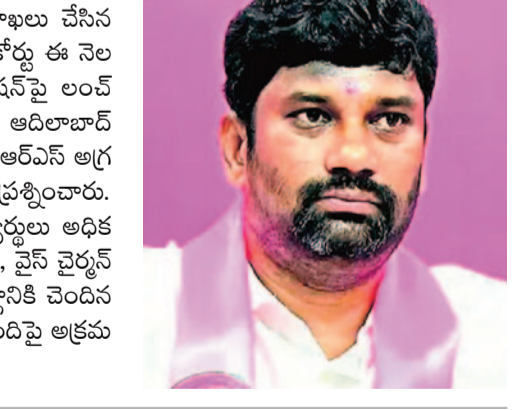 ాఖలు చేసిన
కోర్టు ఈ నెల
షన్‌పై లంచ్
ఆదిలాబాద్
ఆర్ఎస్ అగ్ర
ప్రశ్నించారు.
ర్థులు అధిక
, వైస్ చైర్మన్
ానికి చెందిన
ందిపై అక్రమ